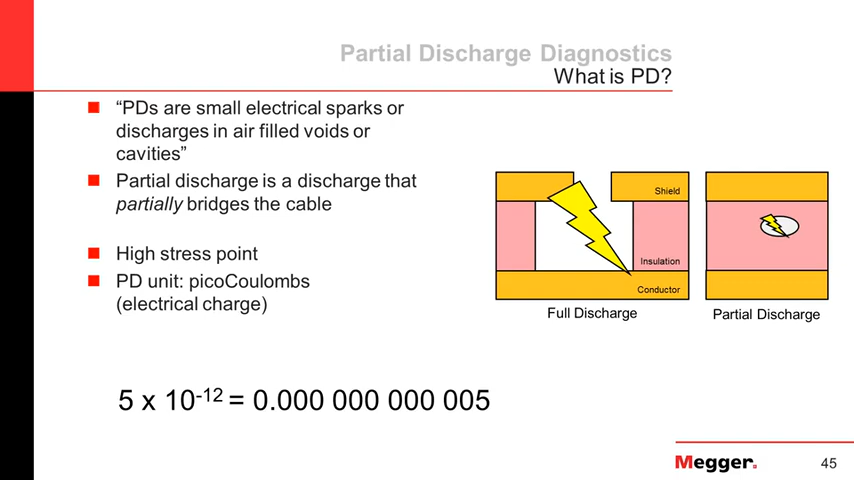 Partial Discharge Diagnostics
What is PD?
“PDs are small electrical sparks or
discharges in air filled voids or
cavities”
Partial discharge is a discharge that
partially bridges the cable
High stress point
PD unit: picoCoulombs
(electrical charge)
Shield
Insulation
Conductor
Full Discharge
Partial Discharge
5 x 10⁻¹² = 0.000 000 000 005
Megger.
45